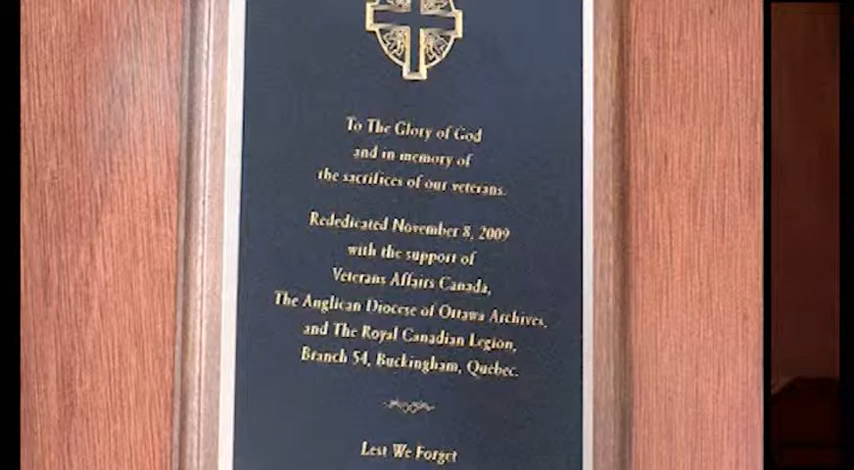 To The Glory of God
and in memory of
the sacrifices of our veterans.
Rededicated November 8, 2009
with the support of
Veterans Affairs Canada,
The Anglican Diocese of Ottawa Archives,
and The Royal Canadian Legion,
Branch 54, Buckingham, Quebec.
Lest We Forget